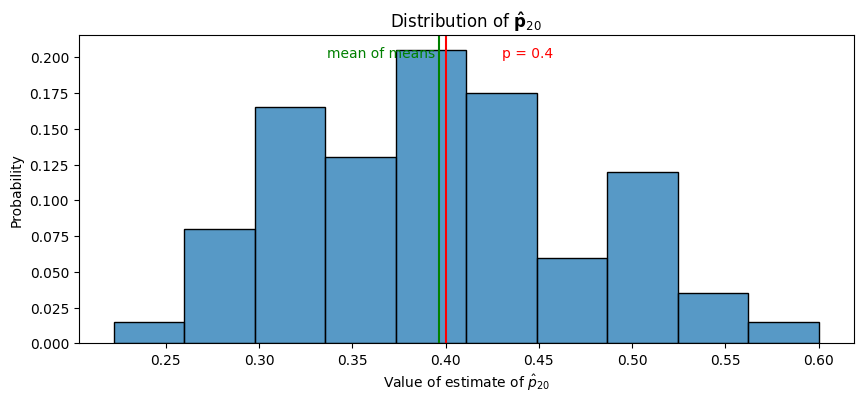 Distribution of p̂₂₀
mean of means
p = 0.4
0.200
0.175
0.150
0.125
0.100
0.075
0.050
0.025
0.000
Probability
0.25 0.30 0.35 0.40 0.45 0.50 0.55 0.60
Value of estimate of p̂₂₀